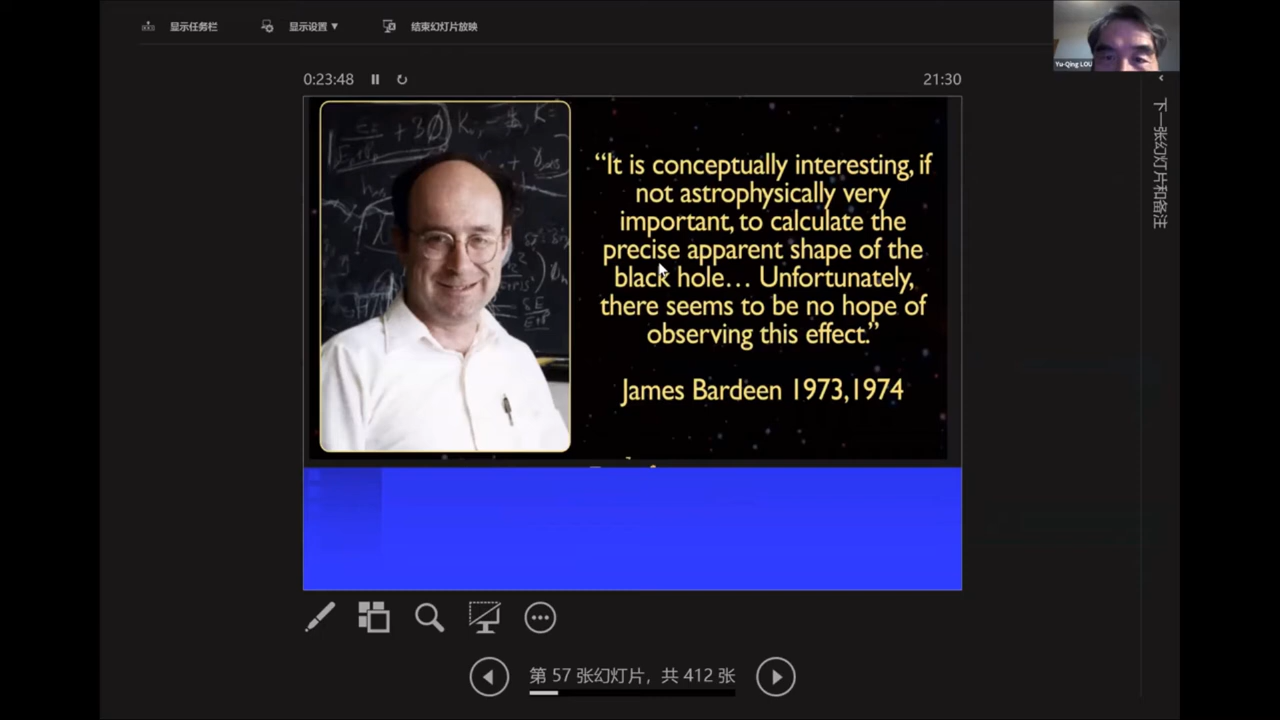 显示任务栏
显示设置 ▼
结束幻灯片放映
Yu-Qing LOU
0:23:48
21:30
下一张幻灯片和备注
“It is conceptually interesting, if
not astrophysically very
important, to calculate the
precise apparent shape of the
black hole… Unfortunately,
there seems to be no hope of
observing this effect.”
James Bardeen 1973,1974
第 57 张幻灯片，共 412 张